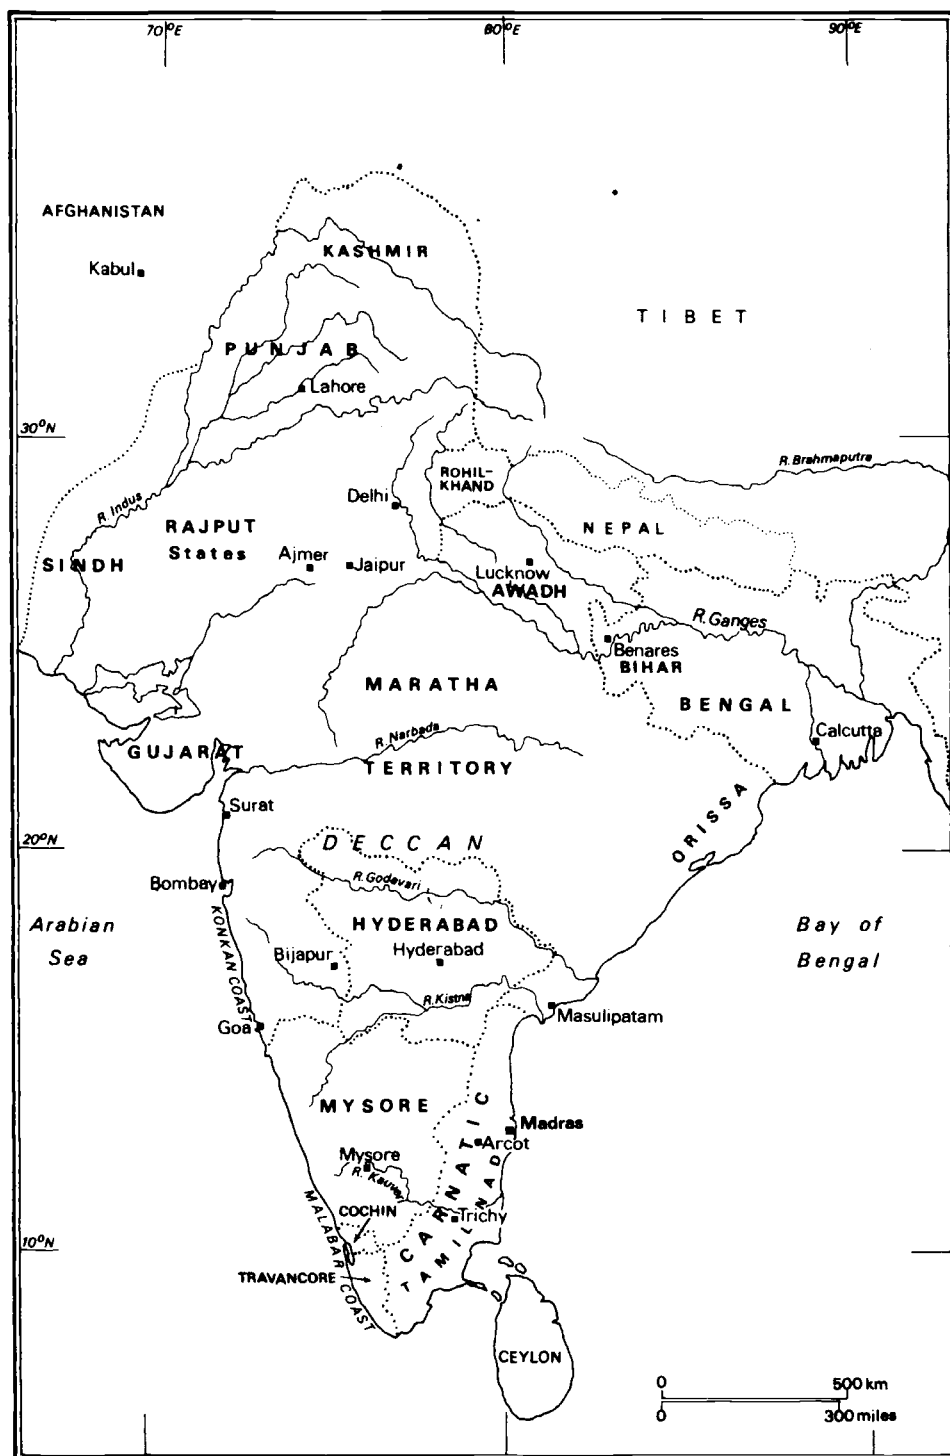 70°E
80°E
90°E
AFGHANISTAN
Kabul
KASHMIR
TIBET
PUNJAB
Lahore
30°N
R. Brahmaputra
ROHIL-
KHAND
Delhi
R. Indus
NEPAL
RAJPUT
States
SINDH
Ajmer
Jaipur
Lucknow
AWADH
R. Ganges
Benares
BIHAR
MARATHA
BENGAL
Calcutta
R. Narbada
GUJARAT
TERRITORY
Surat
ORISSA
20°N
DECCAN
R. Godavari
Bombay
Arabian
Sea
KONKAN COAST
HYDERABAD
Hyderabad
Bijapur
Bay of
Bengal
R. Kistna
Masulipatam
Goa
MYSORE
CARNATIC
Madras
Arcot
Mysore
R. Kauveri
TAMIL NAD
COCHIN
Trichy
MALABAR COAST
10°N
TRAVANCORE
CEYLON
0
500 km
0
300 miles